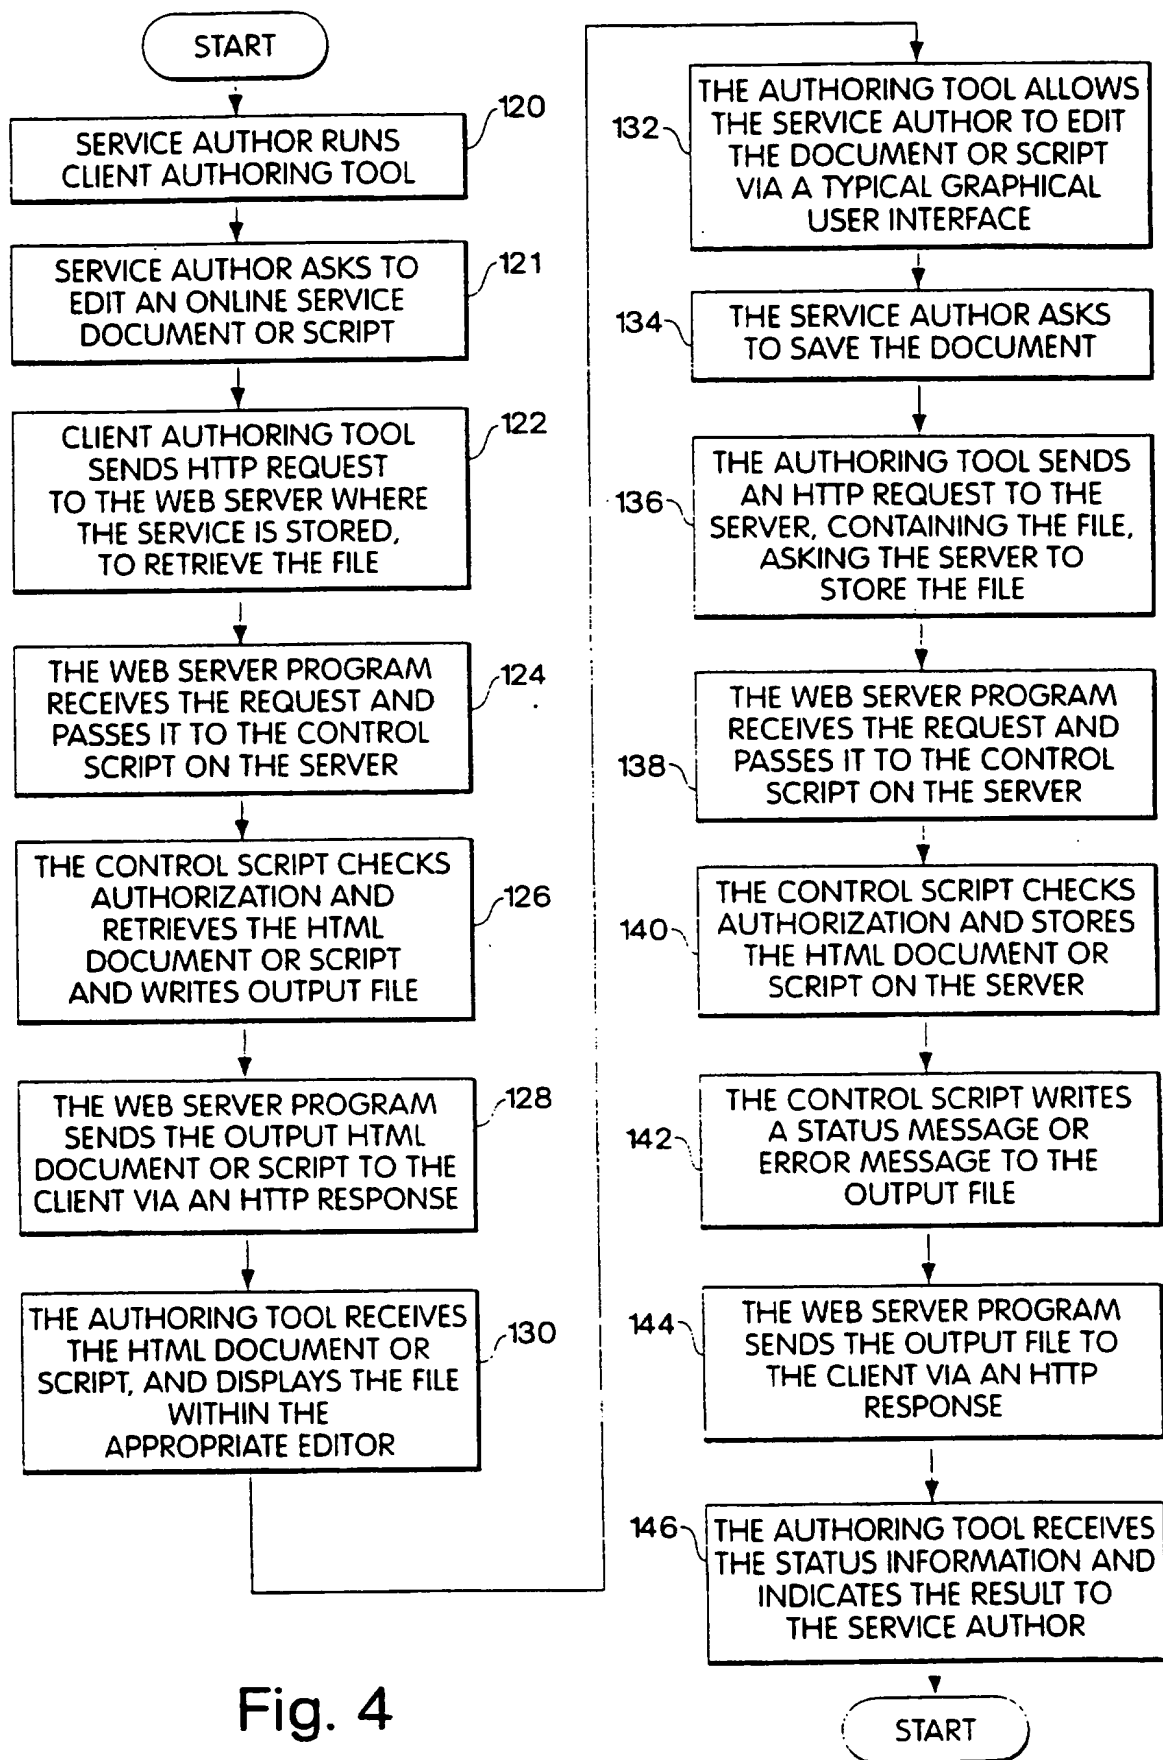 START
120
SERVICE AUTHOR RUNS
CLIENT AUTHORING TOOL
121
SERVICE AUTHOR ASKS TO
EDIT AN ONLINE SERVICE
DOCUMENT OR SCRIPT
122
CLIENT AUTHORING TOOL
SENDS HTTP REQUEST
TO THE WEB SERVER WHERE
THE SERVICE IS STORED,
TO RETRIEVE THE FILE
124
THE WEB SERVER PROGRAM
RECEIVES THE REQUEST AND
PASSES IT TO THE CONTROL
SCRIPT ON THE SERVER
126
THE CONTROL SCRIPT CHECKS
AUTHORIZATION AND
RETRIEVES THE HTML
DOCUMENT OR SCRIPT
AND WRITES OUTPUT FILE
128
THE WEB SERVER PROGRAM
SENDS THE OUTPUT HTML
DOCUMENT OR SCRIPT TO THE
CLIENT VIA AN HTTP RESPONSE
130
THE AUTHORING TOOL RECEIVES
THE HTML DOCUMENT OR
SCRIPT, AND DISPLAYS THE FILE
WITHIN THE
APPROPRIATE EDITOR
132
THE AUTHORING TOOL ALLOWS
THE SERVICE AUTHOR TO EDIT
THE DOCUMENT OR SCRIPT
VIA A TYPICAL GRAPHICAL
USER INTERFACE
134
THE SERVICE AUTHOR ASKS
TO SAVE THE DOCUMENT
136
THE AUTHORING TOOL SENDS
AN HTTP REQUEST TO THE
SERVER, CONTAINING THE FILE,
ASKING THE SERVER TO
STORE THE FILE
138
THE WEB SERVER PROGRAM
RECEIVES THE REQUEST AND
PASSES IT TO THE CONTROL
SCRIPT ON THE SERVER
140
THE CONTROL SCRIPT CHECKS
AUTHORIZATION AND STORES
THE HTML DOCUMENT OR
SCRIPT ON THE SERVER
142
THE CONTROL SCRIPT WRITES
A STATUS MESSAGE OR
ERROR MESSAGE TO THE
OUTPUT FILE
144
THE WEB SERVER PROGRAM
SENDS THE OUTPUT FILE TO
THE CLIENT VIA AN HTTP
RESPONSE
146
THE AUTHORING TOOL RECEIVES
THE STATUS INFORMATION AND
INDICATES THE RESULT TO
THE SERVICE AUTHOR
START
Fig. 4